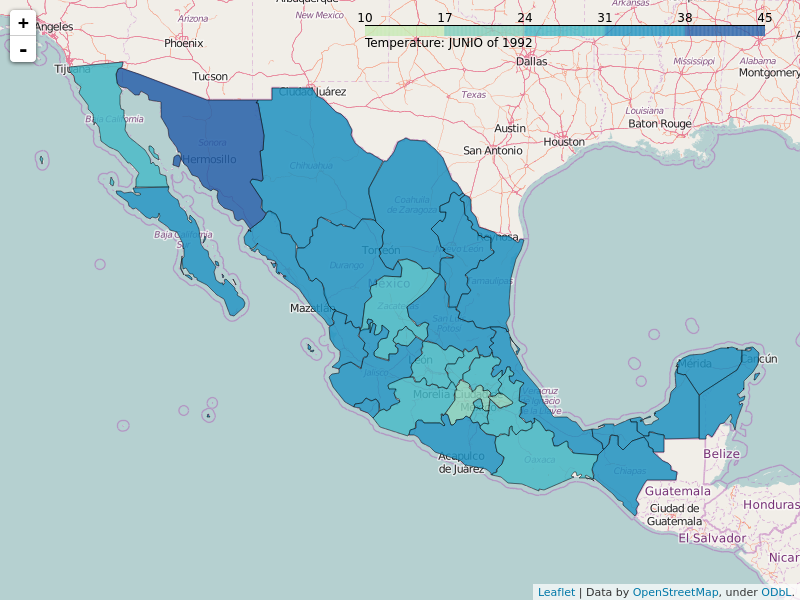 Albuquerque
Arkansas
+
-
Los Angeles
Arizona
New Mexico
10 17 24 31 38 45
Temperature: JUNIO of 1992
Phoenix
Dallas
Mississippi
Alabama
Tijuana
Tucson
Montgomery
Ciudad Juárez
Texas
Louisiana
Baja California
Austin
Baton Rouge
Sonora
Houston
San Antonio
Hermosillo
Chihuahua
Coahuila
de Zaragoza
Baja California
Sur
Reynosa
Torreón
Nuevo León
Durango
México
Tamaulipas
Mazatlán
Zacatecas
San Luis
Potosí
León
Cancún
Mérida
Jalisco
Morelia
Ciudad
Veracruz
de Ignacio
de la Llave
Acapulco
de Juárez
Oaxaca
Chiapas
Belize
Guatemala
Honduras
Ciudad de
Guatemala
El Salvador
Leaflet | Data by OpenStreetMap, under ODbL.